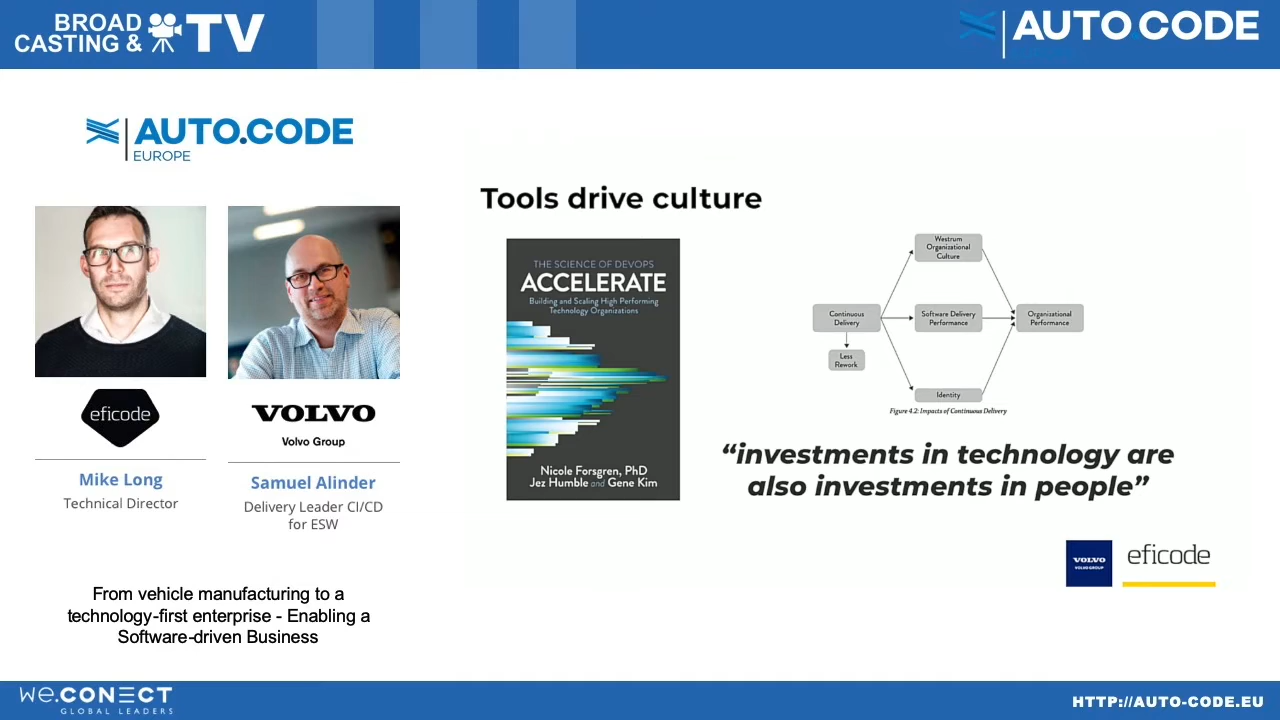 BROAD
CASTING & TV
AUTO.CODE
AUTO.CODE
EUROPE
eficode
Mike Long
Technical Director
VOLVO
Volvo Group
Samuel Alinder
Delivery Leader CI/CD
for ESW
From vehicle manufacturing to a
technology-first enterprise - Enabling a
Software-driven Business
Tools drive culture
THE SCIENCE OF DEVOPS
ACCELERATE
Building and Scaling High Performing
Technology Organizations
Nicole Forsgren, PhD
Jez Humble and Gene Kim
Westrum
Organizational
Culture
Continuous
Delivery
Software Delivery
Performance
Organizational
Performance
Less
Rework
Identity
Figure 4.2: Impacts of Continuous Delivery
“investments in technology are
also investments in people”
VOLVO
VOLVO GROUP
eficode
we.CONECT
GLOBAL LEADERS
HTTP://AUTO-CODE.EU